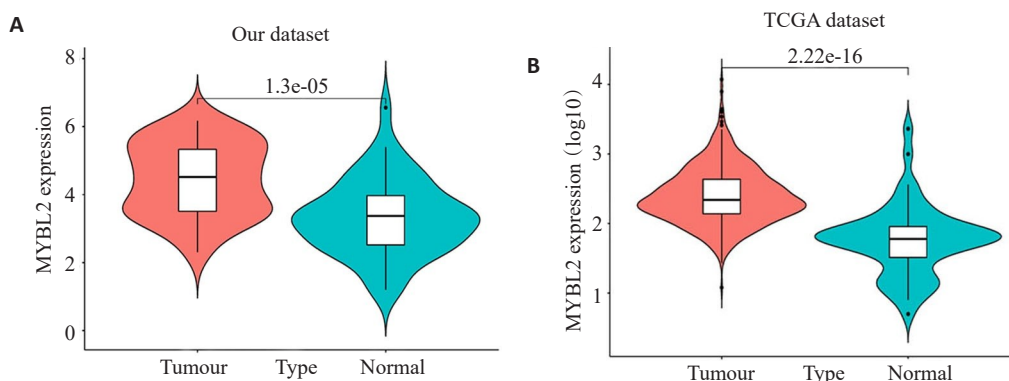 A
Our dataset
MYBL2 expression
8
6
4
2
0
1.3e-05
Tumour Type Normal
B
TCGA dataset
MYBL2 expression (log10)
4
3
2
1
2.22e-16
Tumour Type Normal